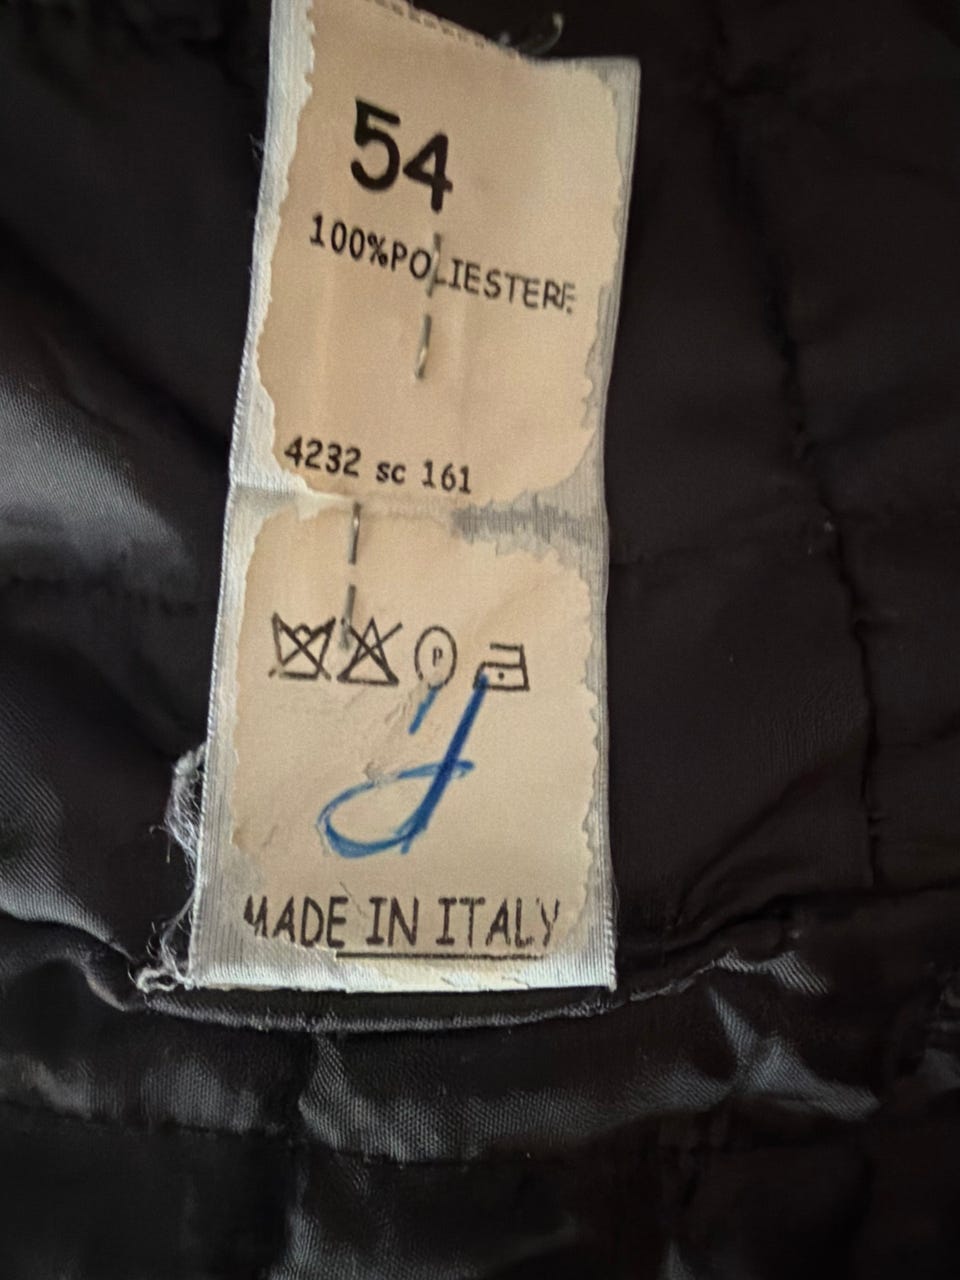 54
100%POLIESTERE
4232 sc 161
P
J
MADE IN ITALY